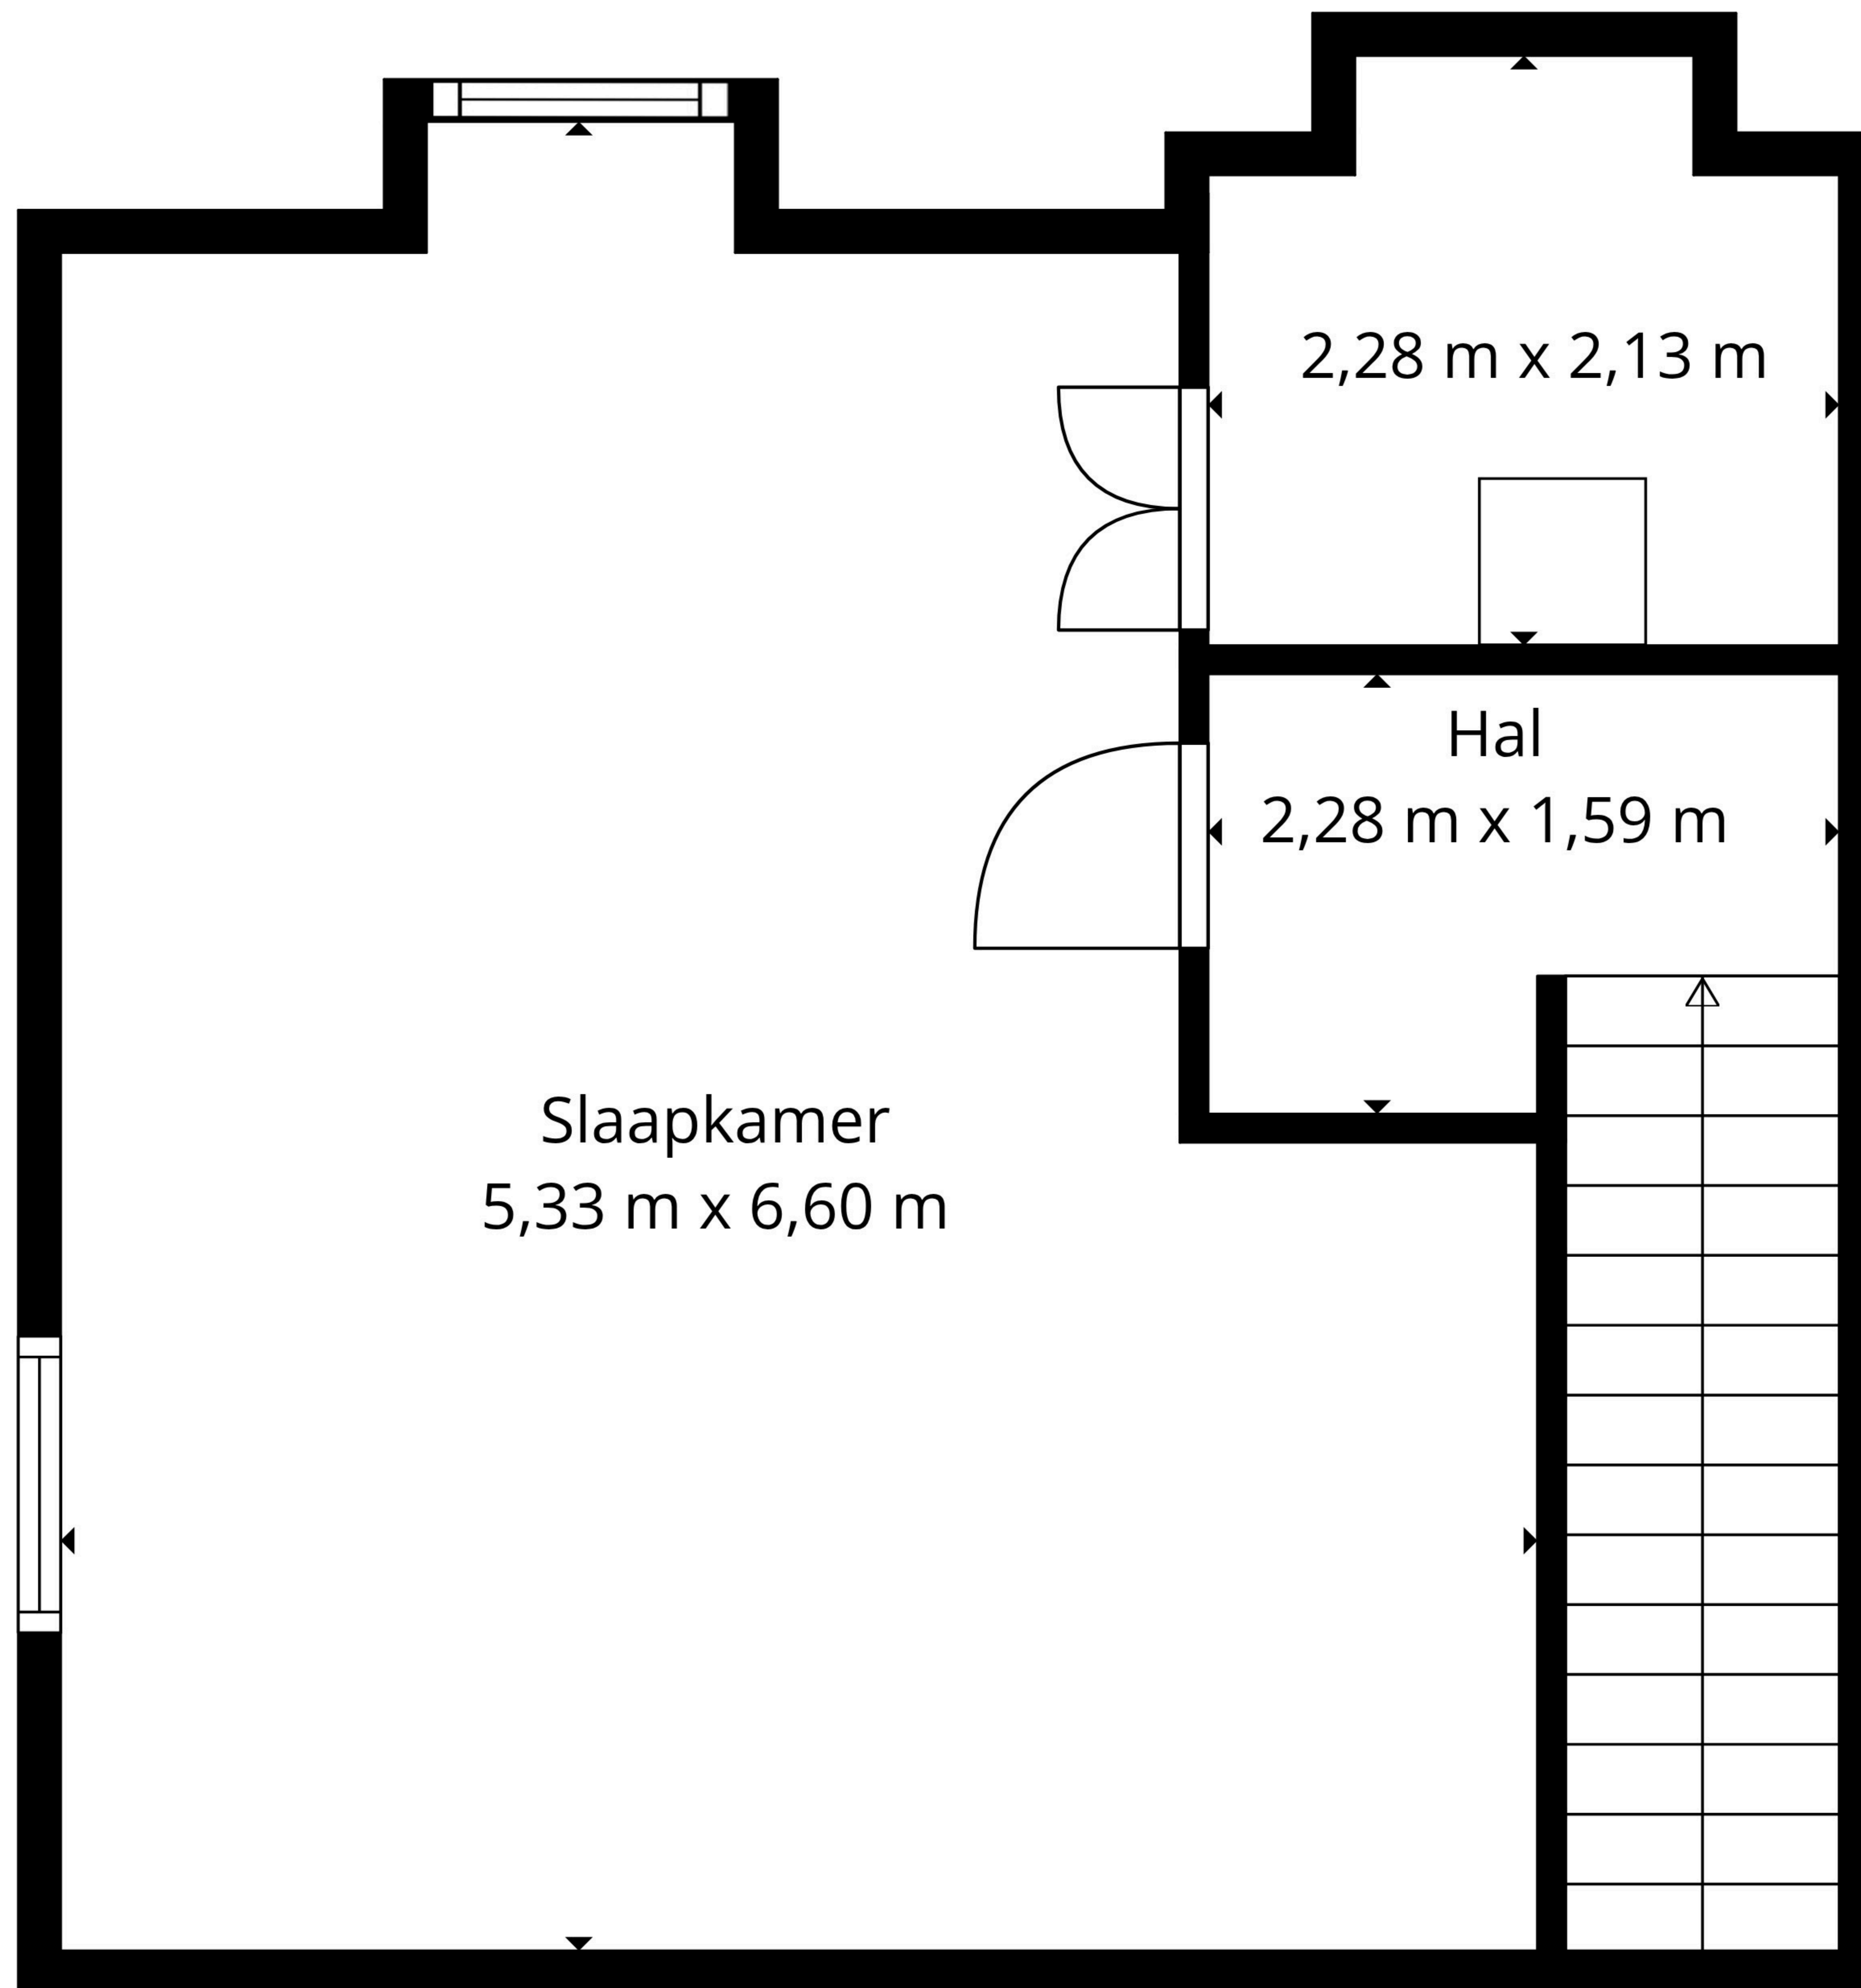 2,28 m x 2,13 m
Hal
2,28 m x 1,59 m
Slaapkamer
5,33 m x 6,60 m